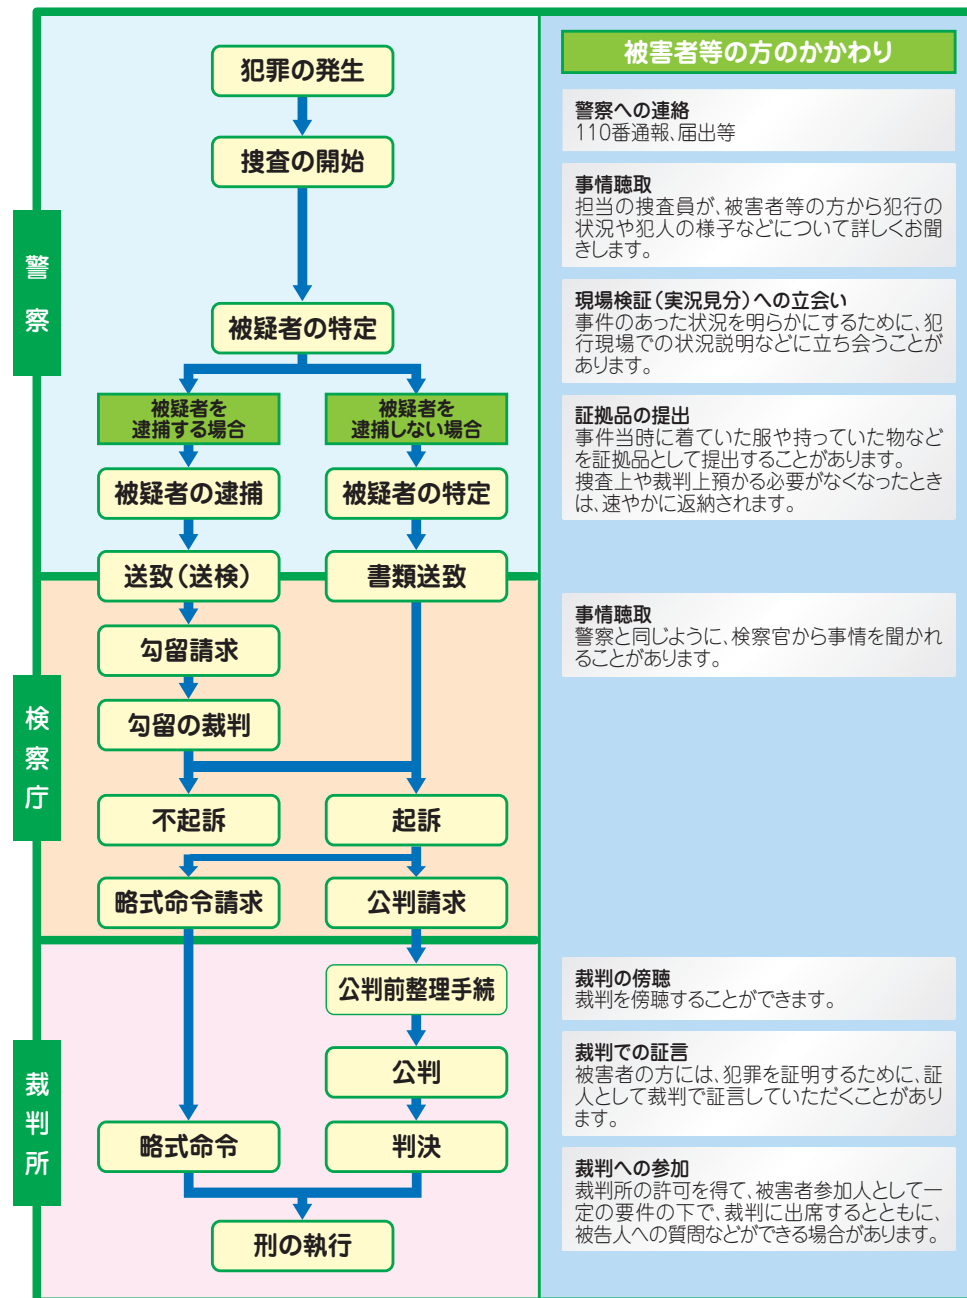 警察
犯罪の発生
捜査の開始
被疑者の特定
被疑者を
逮捕する場合
被疑者を
逮捕しない場合
被疑者の逮捕
被疑者の特定
送致(送検)
書類送致
検察庁
勾留請求
勾留の裁判
不起訴
起訴
略式命令請求
公判請求
裁判所
公判前整理手続
公判
略式命令
判決
刑の執行
被害者等の方のかかわり
警察への連絡
110番通報、届出等
事情聴取
担当の捜査員が、被害者等の方から犯行の
状況や犯人の様子などについて詳しくお聞
きします。
現場検証(実況見分)への立会い
事件のあった状況を明らかにするために、犯
行現場での状況説明などに立ち会うことが
あります。
証拠品の提出
事件当時に着ていた服や持っていた物など
を証拠品として提出することがあります。
捜査上や裁判上預かる必要がなくなったとき
は、速やかに返納されます。
事情聴取
警察と同じように、検察官から事情を聞かれ
ることがあります。
裁判の傍聴
裁判を傍聴することができます。
裁判での証言
被害者の方には、犯罪を証明するために、証
人として裁判で証言していただくことがあり
ます。
裁判への参加
裁判所の許可を得て、被害者参加人として一
定の要件の下で、裁判に出席するとともに、
被告人への質問などができる場合があります。